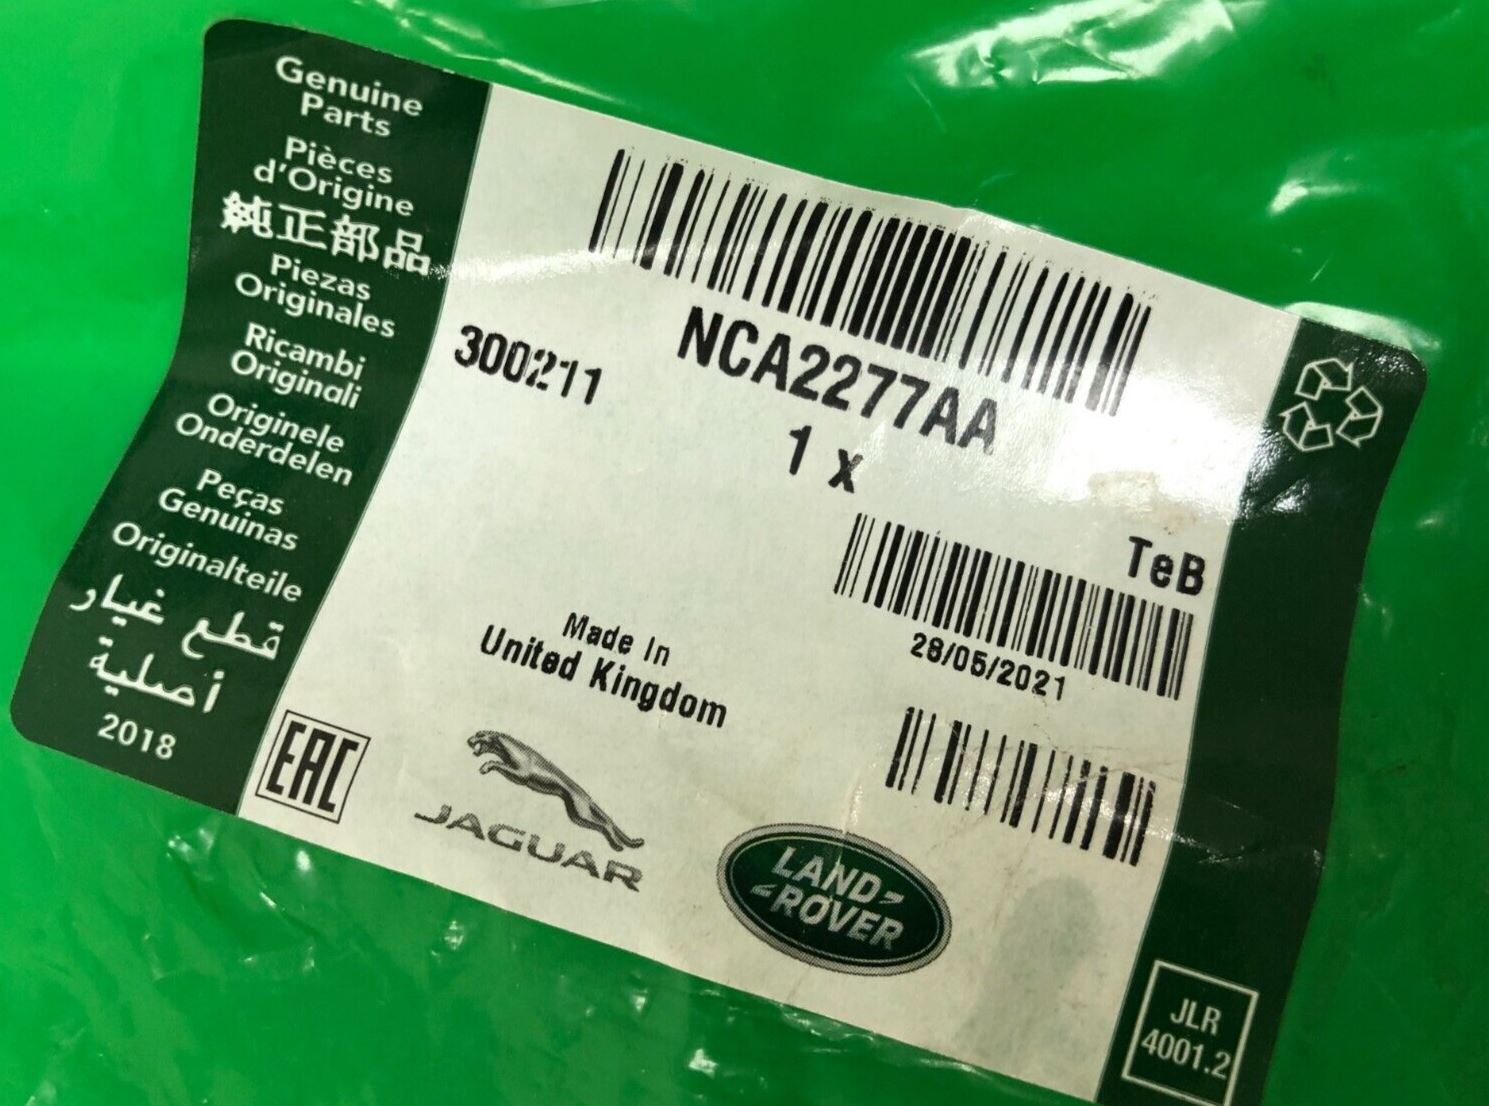 Genuine
Parts
Pièces
d'Origine
純正部品
Piezas
Originales
Ricambi
Originali
Originele
Onderdelen
Peças
Genuinas
Originalteile
قطع غيار
أصلية
2018
NCA2277AA
300211
1 x
TeB
28/05/2021
Made In
United Kingdom
EAC
JAGUAR
LAND
ROVER
JLR
4001.2